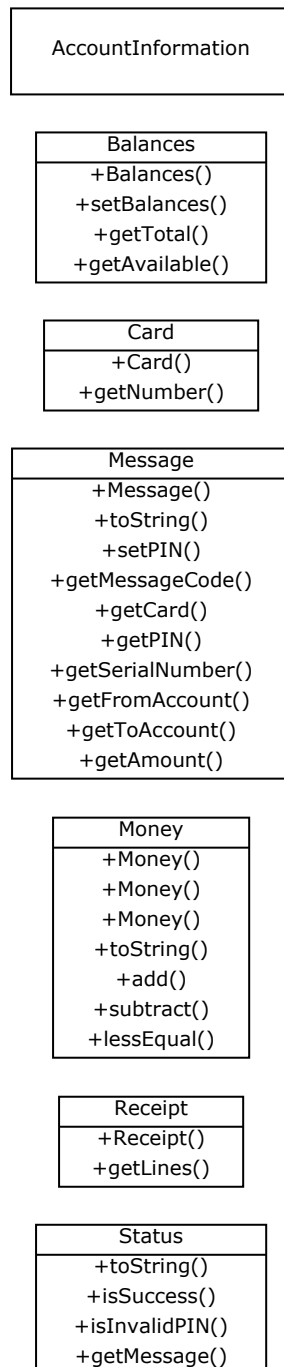 AccountInformation
Balances
+Balances()
+setBalances()
+getTotal()
+getAvailable()
Card
+Card()
+getNumber()
Message
+Message()
+toString()
+setPIN()
+getMessageCode()
+getCard()
+getPIN()
+getSerialNumber()
+getFromAccount()
+getToAccount()
+getAmount()
Money
+Money()
+Money()
+Money()
+toString()
+add()
+subtract()
+lessEqual()
Receipt
+Receipt()
+getLines()
Status
+toString()
+isSuccess()
+isInvalidPIN()
+getMessage()